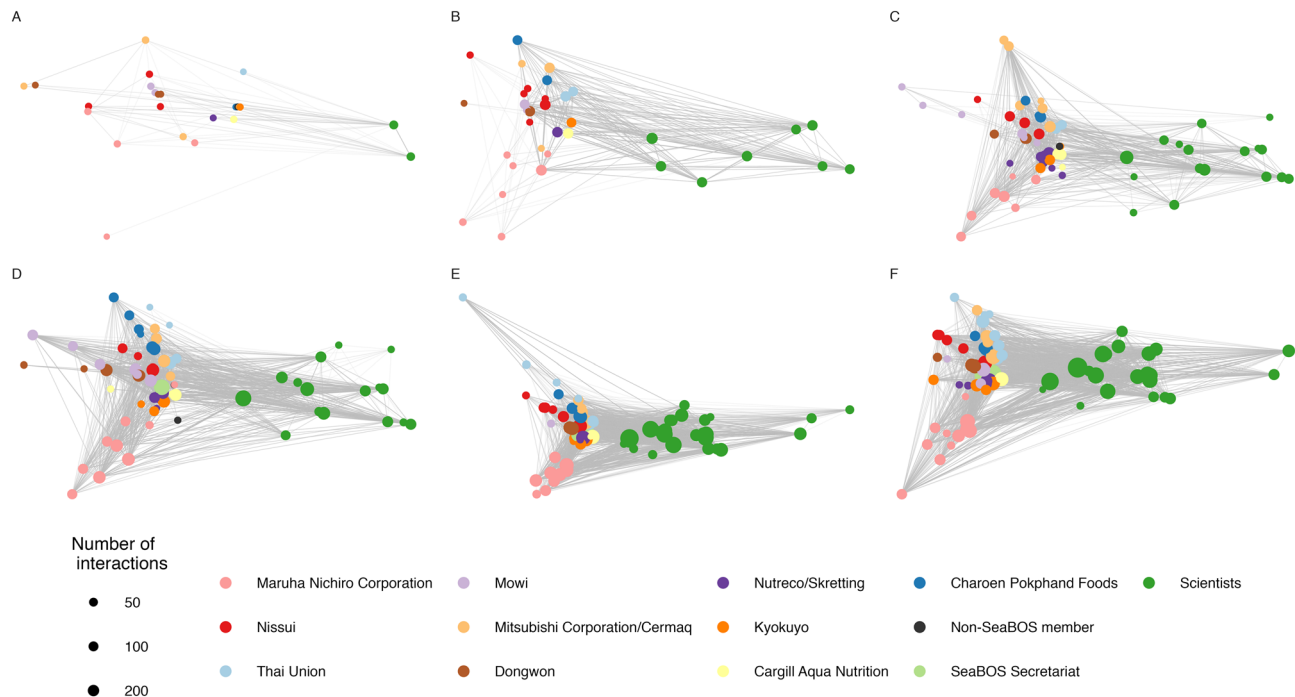 A
B
C
D
E
F
Number of
interactions
50
100
200
Maruha Nichiro Corporation
Nissui
Thai Union
Mowi
Mitsubishi Corporation/Cermaq
Dongwon
Nutreco/Skretting
Kyokuyo
Cargill Aqua Nutrition
Charoen Pokphand Foods
Non-SeaBOS member
SeaBOS Secretariat
Scientists